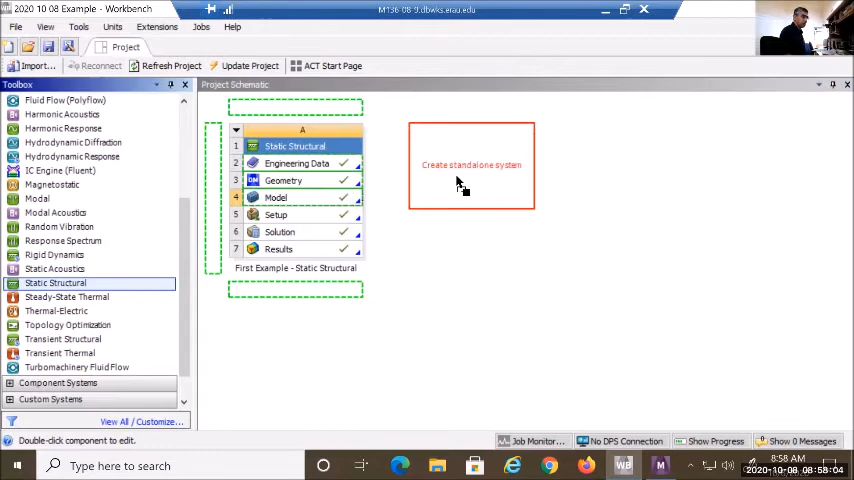 2020 10 08 Example - Workbench
M136-08-9.dbwks.erau.edu
File View Tools Units Extensions Jobs Help
Project
Import... Reconnect Refresh Project Update Project ACT Start Page
Toolbox
Project Schematic
Fluid Flow (Polyflow)
Harmonic Acoustics
Harmonic Response
Hydrodynamic Diffraction
Hydrodynamic Response
IC Engine (Fluent)
Magnetostatic
Modal
Modal Acoustics
Random Vibration
Response Spectrum
Rigid Dynamics
Static Acoustics
Static Structural
Steady-State Thermal
Thermal-Electric
Topology Optimization
Transient Structural
Transient Thermal
Turbomachinery Fluid Flow
Component Systems
Custom Systems
View All / Customize...
A
1 Static Structural
2 Engineering Data
3 DM Geometry
4 Model
5 Setup
6 Solution
7 Results
First Example - Static Structural
Create standalone system
Double-click component to edit.
Job Monitor... No DPS Connection Show Progress Show 0 Messages
Type here to search
WB
M
8:58 AM
2020-10-08 08:58:04